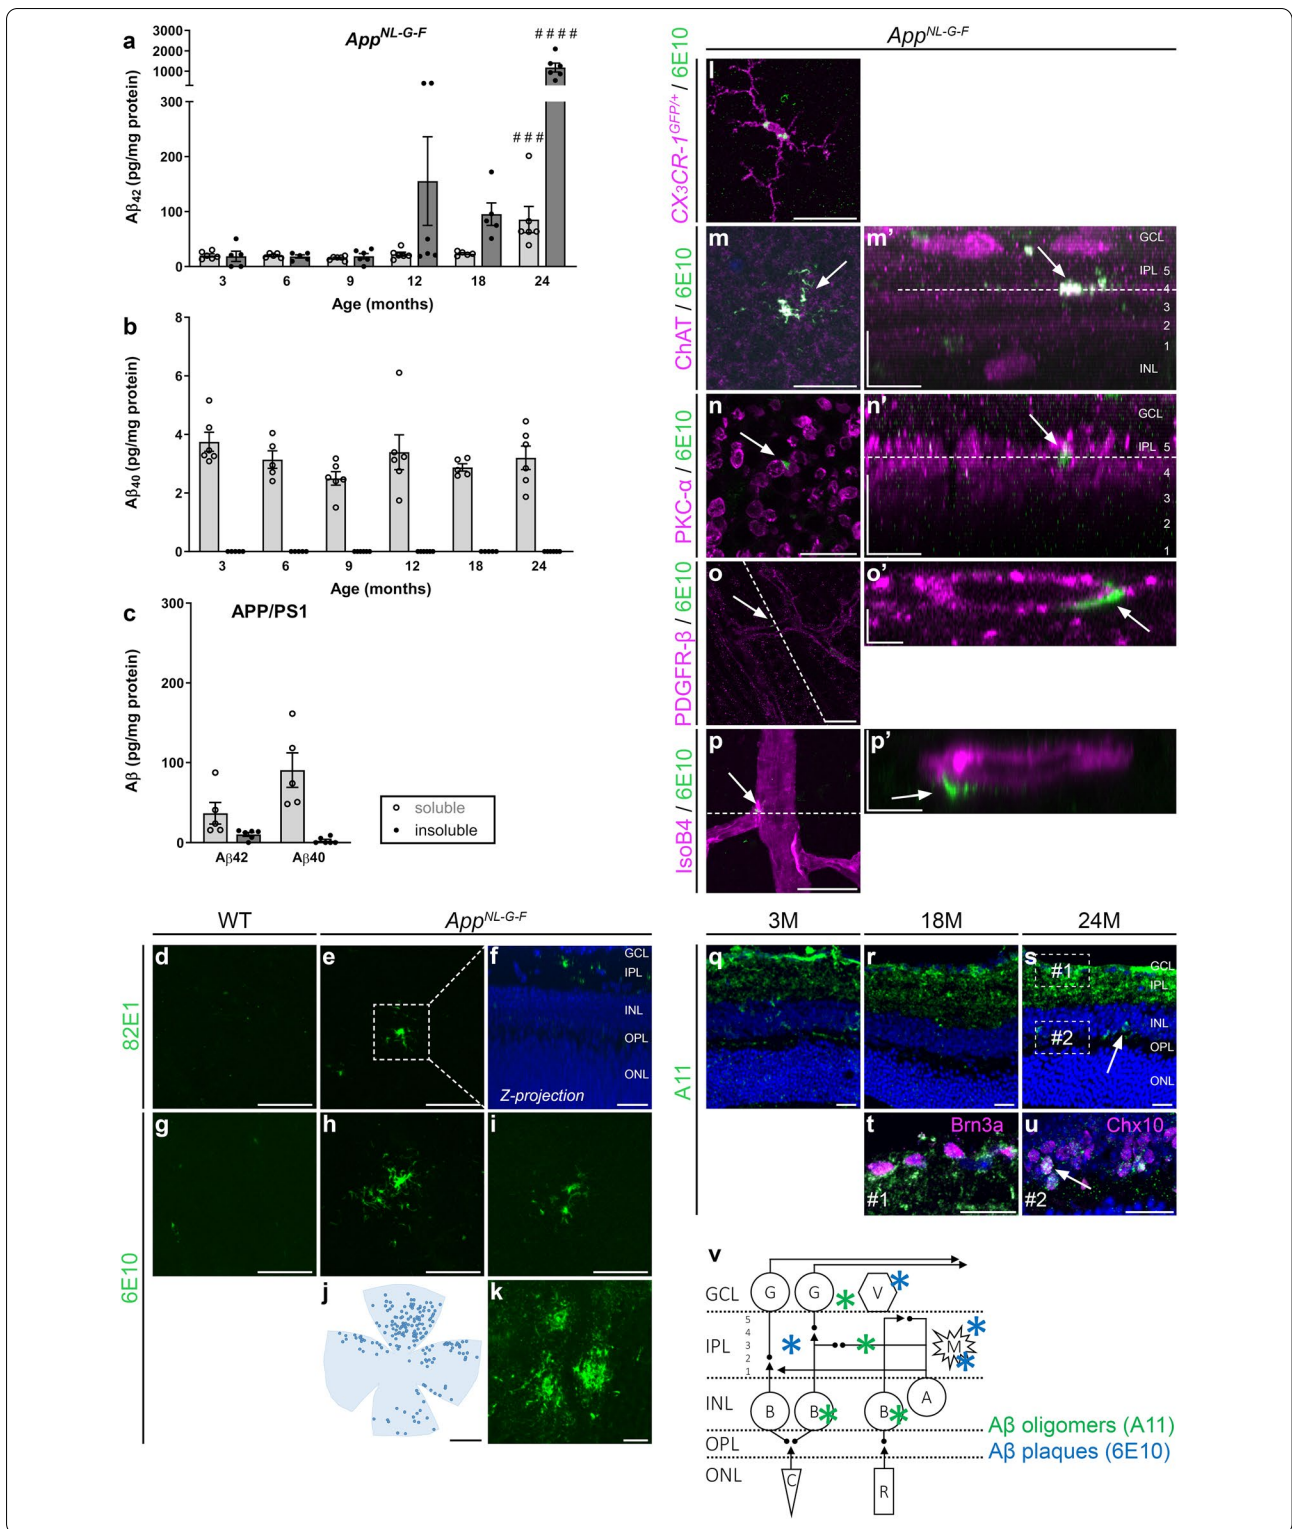 a
App^NL-G-F
Aβ42 (pg/mg protein)
3000
2000
1000
300
200
100
0
# # #
# # # #
3 6 9 12 18 24
Age (months)
b
Aβ40 (pg/mg protein)
8
6
4
2
0
3 6 9 12 18 24
Age (months)
c
APP/PS1
Aβ (pg/mg protein)
300
200
100
0
Aβ42 Aβ40
soluble
insoluble
WT
App^NL-G-F
82E1
d
e
f
GCL
IPL
INL
OPL
ONL
Z-projection
6E10
g
h
i
j
k
App^NL-G-F
CX3CR-1^GFP/+ / 6E10
l
ChAT / 6E10
m
m’
GCL
IPL 5
4
3
2
1
INL
PKC-α / 6E10
n
n’
GCL
IPL 5
4
3
2
1
PDGFR-β / 6E10
o
o’
IsoB4 / 6E10
p
p’
3M
18M
24M
A11
q
r
s
#1
#2
GCL
IPL
INL
OPL
ONL
t
Brn3a
#1
u
Chx10
#2
v
GCL
G G V
IPL
5
4
3
2
1
M
INL
B B B A
OPL
ONL
C R
Aβ oligomers (A11)
Aβ plaques (6E10)